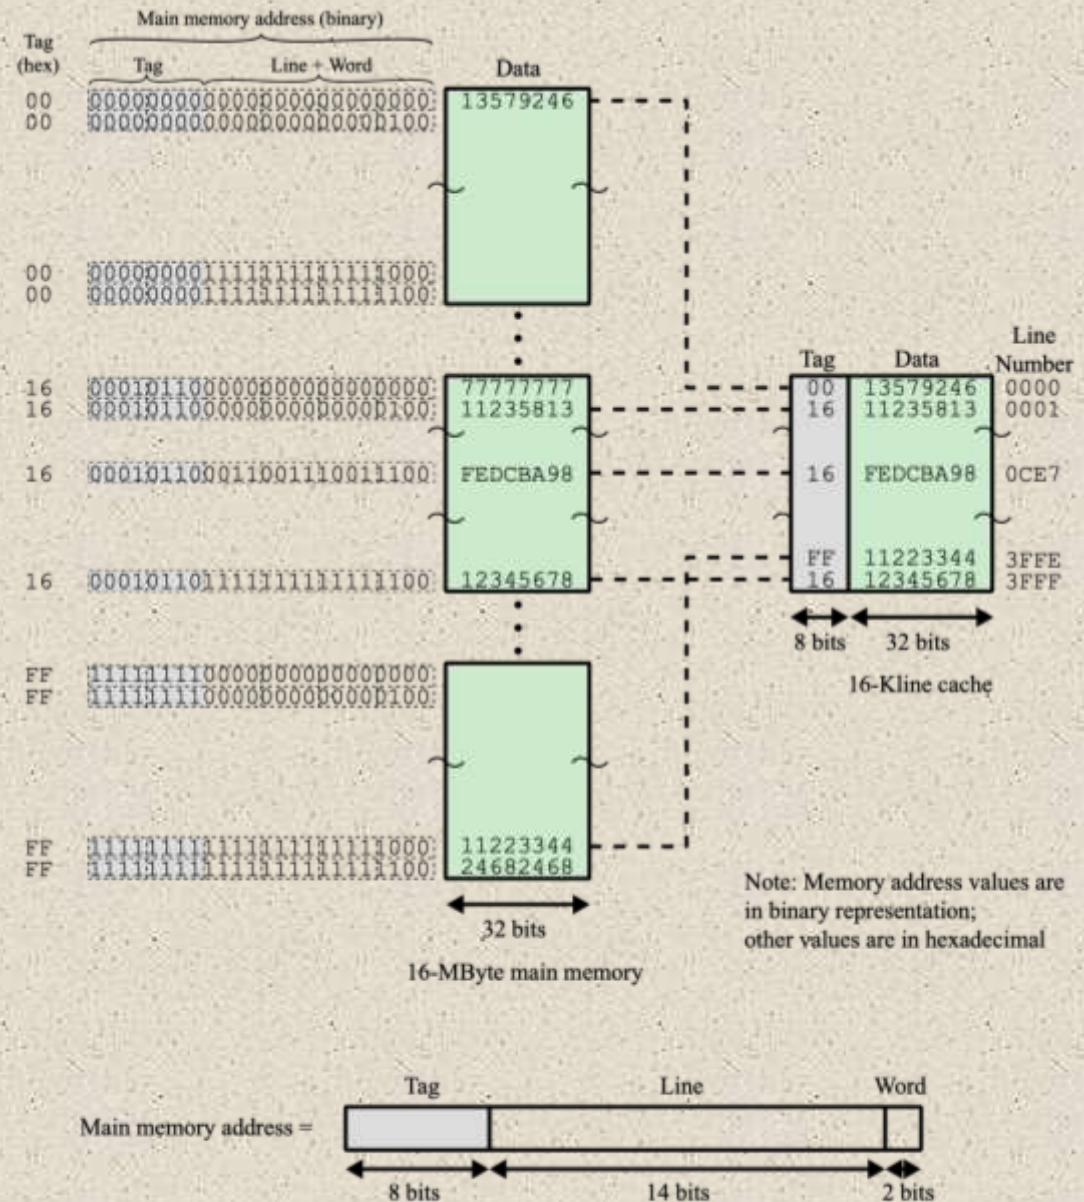 Main memory address (binary)
Tag
(hex)
Tag
Line + Word
Data
00 000000000000000000000000 13579246
00 000000000000000000000100
00 000000001111111111111000
00 000000001111111111111100
16 000101100000000000000000 77777777
16 000101100000000000000100 11235813
16 000101100011001110011100 FEDCBA98
16 000101101111111111111100 12345678
FF 111111110000000000000000
FF 111111110000000000000100
FF 111111111111111111111000 11223344
FF 111111111111111111111100 24682468
32 bits
16-MByte main memory
Line
Tag Data Number
00 13579246 0000
16 11235813 0001
16 FEDCBA98 0CE7
FF 11223344 3FFE
16 12345678 3FFF
8 bits 32 bits
16-Kline cache
Note: Memory address values are
in binary representation;
other values are in hexadecimal
Tag Line Word
Main memory address =
8 bits 14 bits 2 bits